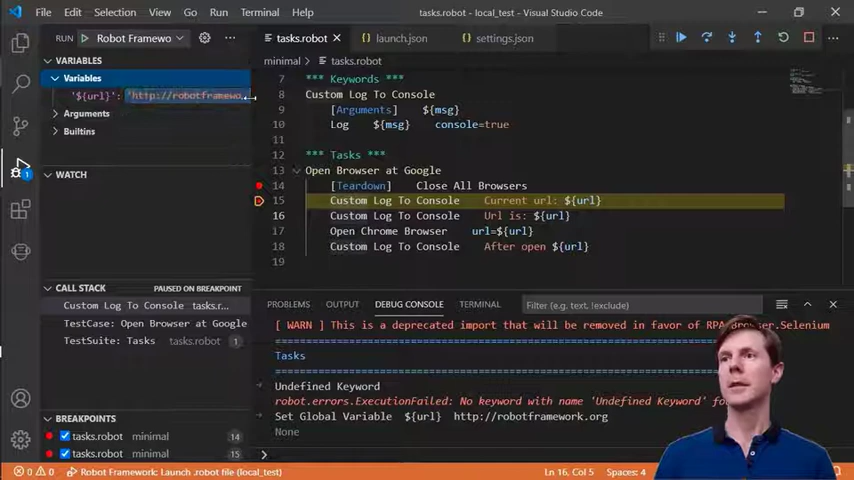 File Edit Selection View Go Run Terminal Help tasks.robot - local_test - Visual Studio Code
RUN Robot Framewo ... tasks.robot launch.json settings.json
VARIABLES
minimal > tasks.robot
Variables
'${url}': 'http://robotframewo...
Arguments
Builtins
7 *** Keywords ***
8 Custom Log To Console
9 [Arguments] ${msg}
10 Log ${msg} console=true
11
12 *** Tasks ***
13 Open Browser at Google
14 [Teardown] Close All Browsers
15 Custom Log To Console Current url: ${url}
16 Custom Log To Console Url is: ${url}
17 Open Chrome Browser url=${url}
18 Custom Log To Console After open ${url}
19
WATCH
1
CALL STACK PAUSED ON BREAKPOINT
Custom Log To Console tasks.r...
TestCase: Open Browser at Google
TestSuite: Tasks tasks.robot 1
BREAKPOINTS
tasks.robot minimal 14
tasks.robot minimal 15
PROBLEMS OUTPUT DEBUG CONSOLE TERMINAL Filter (e.g. text, !exclude)
[ WARN ] This is a deprecated import that will be removed in favor of RPA.Browser.Selenium
==============================================================================
Tasks
==============================================================================
Undefined Keyword
robot.errors.ExecutionFailed: No keyword with name 'Undefined Keyword' fo
Set Global Variable ${url} http://robotframework.org
None
0 0 Robot Framework: Launch .robot file (local_test) Ln 16, Col 5 Spaces: 4